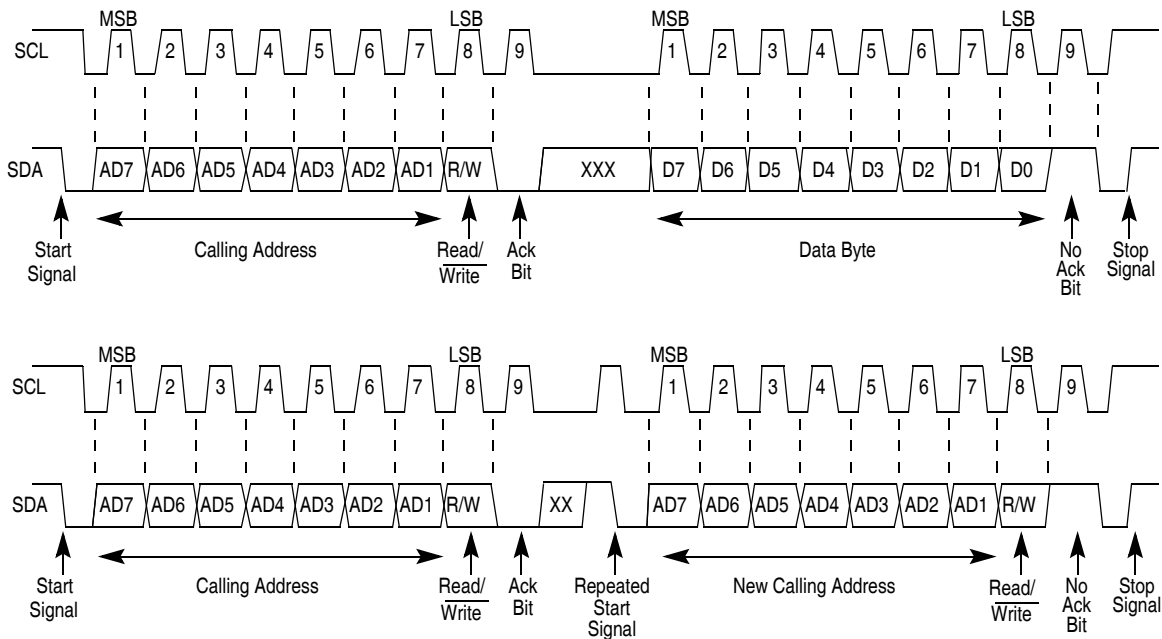 MSB LSB MSB LSB
SCL 1 2 3 4 5 6 7 8 9 1 2 3 4 5 6 7 8 9
SDA AD7 AD6 AD5 AD4 AD3 AD2 AD1 R/W XXX D7 D6 D5 D4 D3 D2 D1 D0
Start Signal
Calling Address
Read/
Write
Ack
Bit
Data Byte
No
Ack
Bit
Stop
Signal
MSB LSB MSB LSB
SCL 1 2 3 4 5 6 7 8 9 1 2 3 4 5 6 7 8 9
SDA AD7 AD6 AD5 AD4 AD3 AD2 AD1 R/W XX AD7 AD6 AD5 AD4 AD3 AD2 AD1 R/W
Start
Signal
Calling Address
Read/
Write
Ack
Bit
Repeated
Start
Signal
New Calling Address
Read/
Write
No
Ack
Bit
Stop
Signal